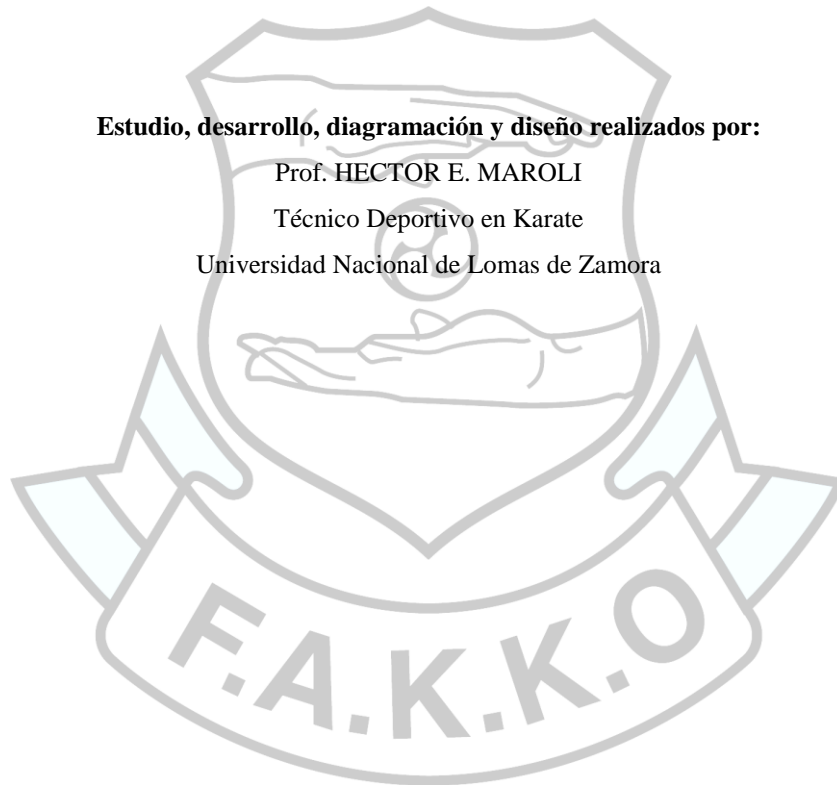 Estudio, desarrollo, diagramación y diseño realizados por:
Prof. HECTOR E. MAROLI
Técnico Deportivo en Karate
Universidad Nacional de Lomas de Zamora
F.A.K.K.O